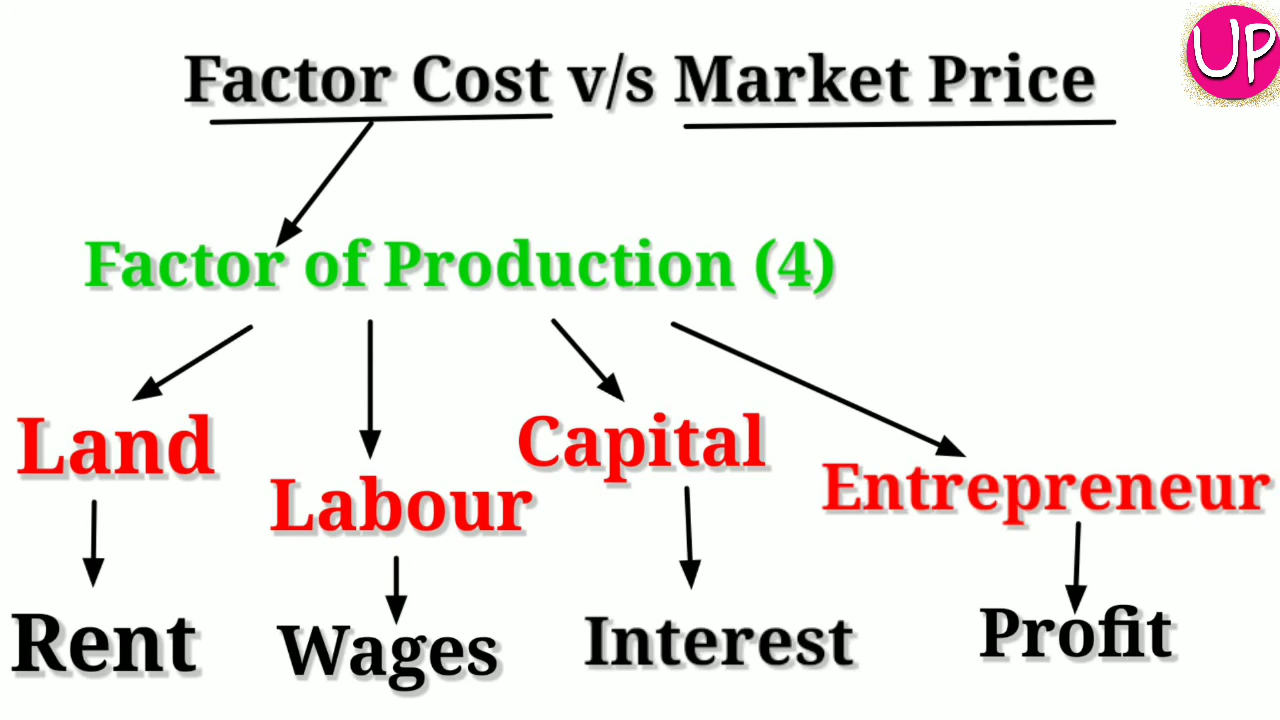 UP
Factor Cost v/s Market Price
Factor of Production (4)
Land
Labour
Capital
Entrepreneur
Rent
Wages
Interest
Profit